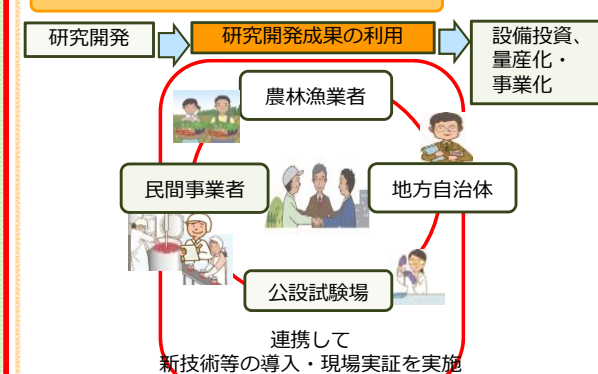 研究開発
研究開発成果の利用
設備投資、
量産化・
事業化
農林漁業者
民間事業者
地方自治体
公設試験場
連携して
新技術等の導入・現場実証を実施